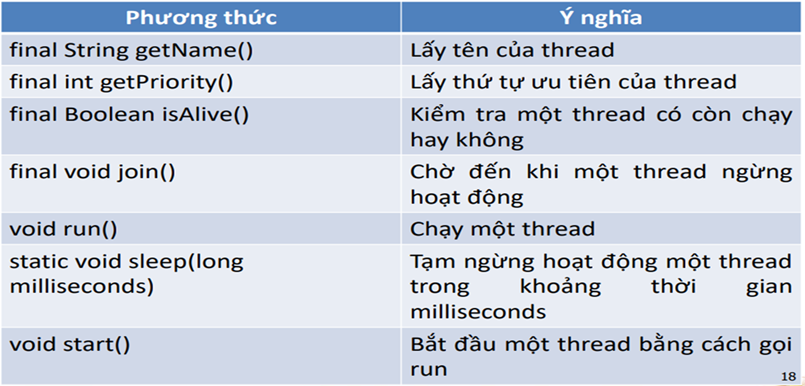 Phương thức Ý nghĩa
final String getName() Lấy tên của thread
final int getPriority() Lấy thứ tự ưu tiên của thread
final Boolean isAlive() Kiểm tra một thread có còn chạy
hay không
final void join() Chờ đến khi một thread ngừng
hoạt động
void run() Chạy một thread
static void sleep(long Tạm ngừng hoạt động một thread
milliseconds) trong khoảng thời gian
milliseconds
void start() Bắt đầu một thread bằng cách gọi
run
18